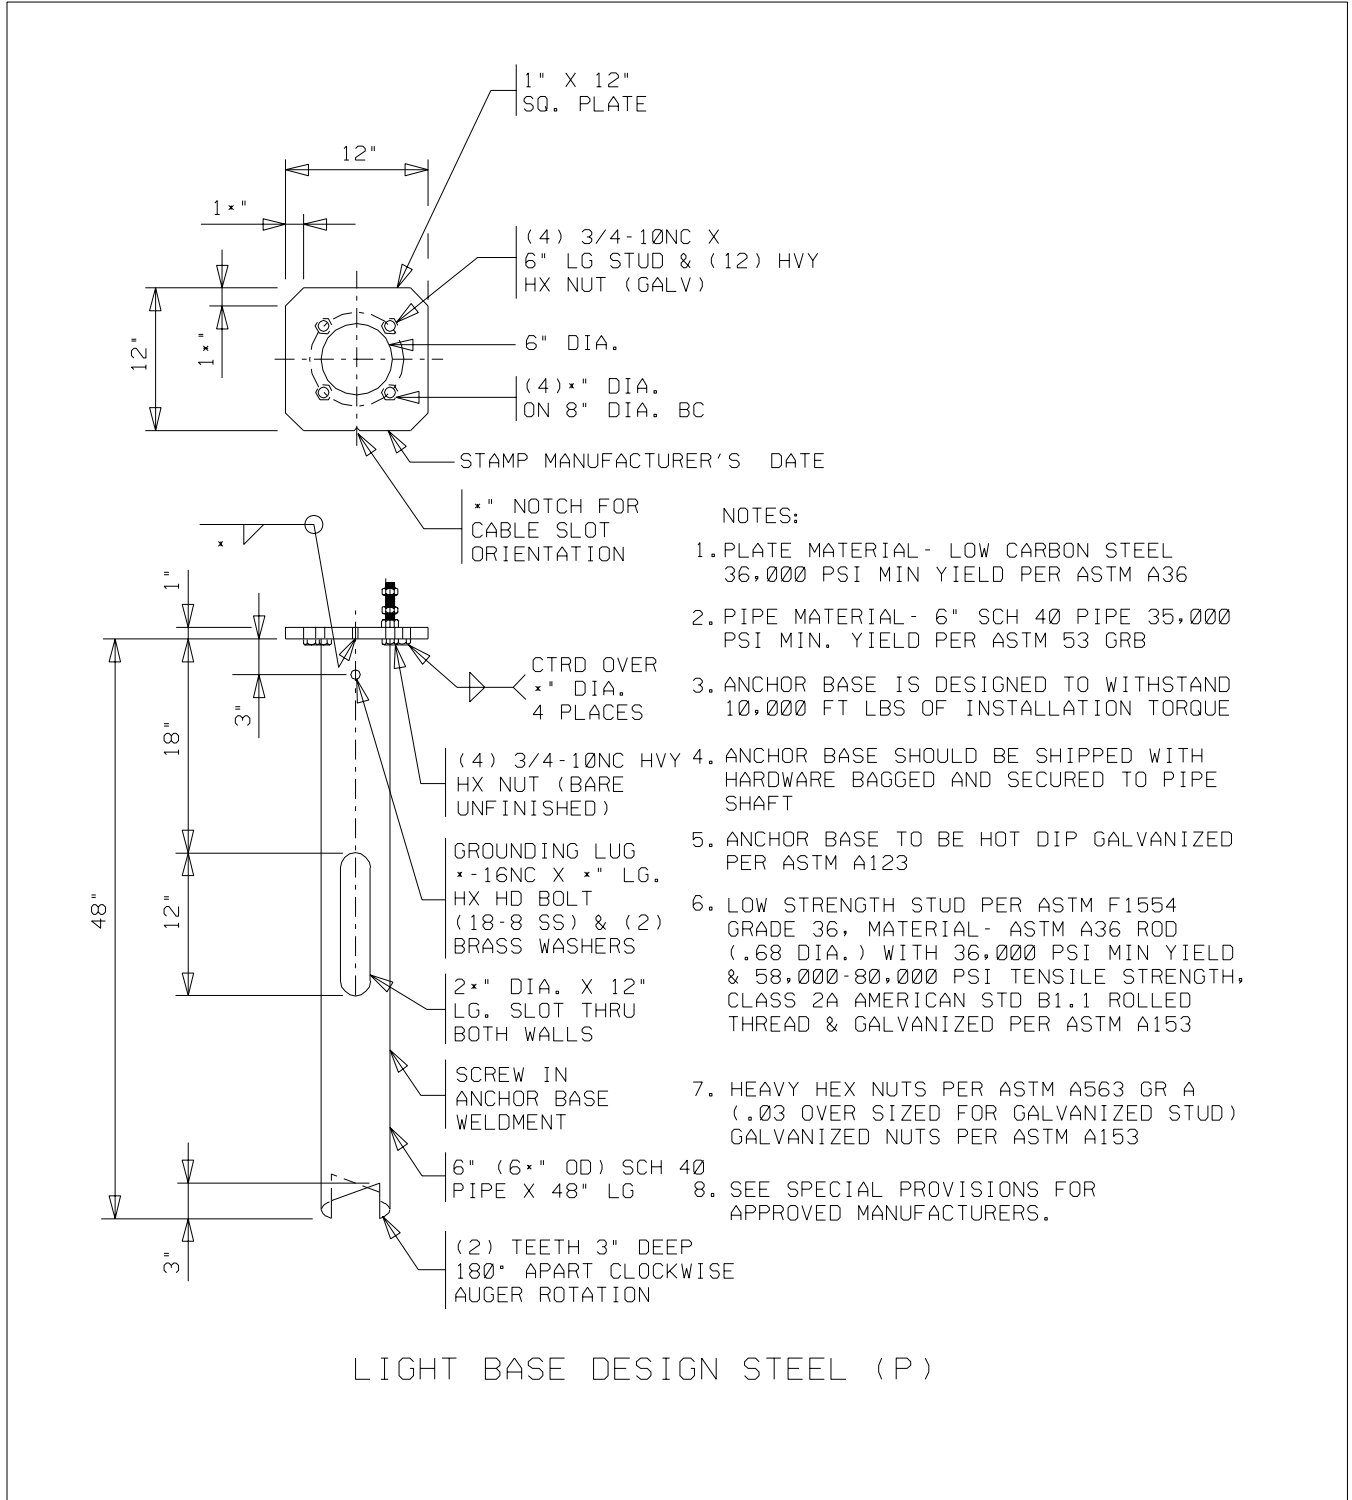 1" X 12"
SQ. PLATE
12"
1*"
(4) 3/4-10NC X
6" LG STUD & (12) HVY
HX NUT (GALV)
12"
1*"
6" DIA.
(4)*" DIA.
ON 8" DIA. BC
STAMP MANUFACTURER'S DATE
*" NOTCH FOR
CABLE SLOT
ORIENTATION
*
1"
3"
18"
CTRD OVER
*" DIA.
4 PLACES
(4) 3/4-10NC HVY
HX NUT (BARE
UNFINISHED)
GROUNDING LUG
*-16NC X *" LG.
HX HD BOLT
(18-8 SS) & (2)
BRASS WASHERS
48"
12"
2*" DIA. X 12"
LG. SLOT THRU
BOTH WALLS
SCREW IN
ANCHOR BASE
WELDMENT
6" (6*" OD) SCH 40
PIPE X 48" LG
3"
(2) TEETH 3" DEEP
180° APART CLOCKWISE
AUGER ROTATION
NOTES:
1. PLATE MATERIAL- LOW CARBON STEEL
36,000 PSI MIN YIELD PER ASTM A36
2. PIPE MATERIAL- 6" SCH 40 PIPE 35,000
PSI MIN. YIELD PER ASTM 53 GRB
3. ANCHOR BASE IS DESIGNED TO WITHSTAND
10,000 FT LBS OF INSTALLATION TORQUE
4. ANCHOR BASE SHOULD BE SHIPPED WITH
HARDWARE BAGGED AND SECURED TO PIPE
SHAFT
5. ANCHOR BASE TO BE HOT DIP GALVANIZED
PER ASTM A123
6. LOW STRENGTH STUD PER ASTM F1554
GRADE 36, MATERIAL- ASTM A36 ROD
(.68 DIA.) WITH 36,000 PSI MIN YIELD
& 58,000-80,000 PSI TENSILE STRENGTH,
CLASS 2A AMERICAN STD B1.1 ROLLED
THREAD & GALVANIZED PER ASTM A153
7. HEAVY HEX NUTS PER ASTM A563 GR A
(.03 OVER SIZED FOR GALVANIZED STUD)
GALVANIZED NUTS PER ASTM A153
8. SEE SPECIAL PROVISIONS FOR
APPROVED MANUFACTURERS.
LIGHT BASE DESIGN STEEL (P)